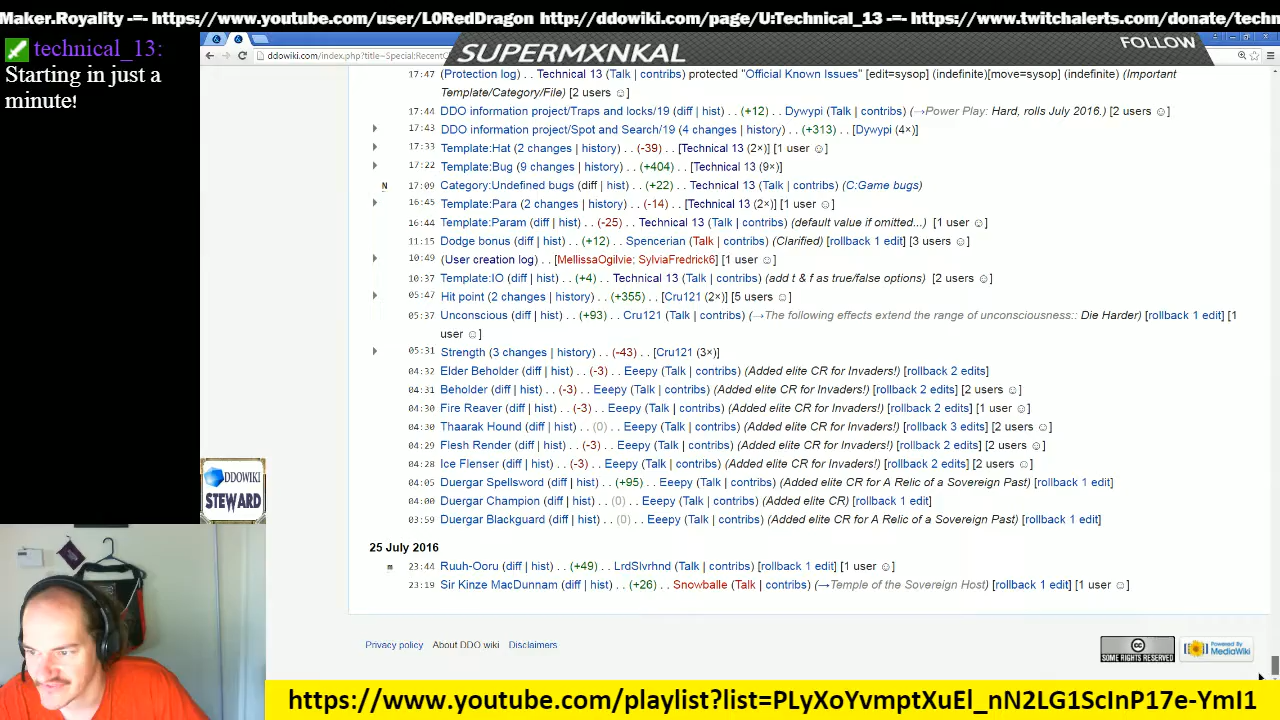 Maker.Royality -=- https://www.youtube.com/user/L0RedDragon http://ddowiki.com/page/U:Technical_13 -=- https://www.twitchalerts.com/donate/techn
technical_13:
Starting in just a
minute!
ddowiki.com/index.php?title=Special:RecentC
SUPERMXNKAL
FOLLOW
17:47 (Protection log) . . Technical 13 (Talk | contribs) protected "Official Known Issues" [edit=sysop] (indefinite)[move=sysop] (indefinite) (Important
Template/Category/File) [2 users ☺]
17:44 DDO information project/Traps and locks/19 (diff | hist) . . (+12) . . Dywypi (Talk | contribs) (→Power Play: Hard, rolls July 2016.) [2 users ☺]
17:43 DDO information project/Spot and Search/19 (4 changes | history) . . (+313) . . [Dywypi (4×)]
17:33 Template:Hat (2 changes | history) . . (-39) . . [Technical 13 (2×)] [1 user ☺]
17:22 Template:Bug (9 changes | history) . . (+404) . . [Technical 13 (9×)]
N 17:09 Category:Undefined bugs (diff | hist) . . (+22) . . Technical 13 (Talk | contribs) (C:Game bugs)
16:45 Template:Para (2 changes | history) . . (-14) . . [Technical 13 (2×)] [1 user ☺]
16:44 Template:Param (diff | hist) . . (-25) . . Technical 13 (Talk | contribs) (default value if omitted...) [1 user ☺]
11:15 Dodge bonus (diff | hist) . . (+12) . . Spencerian (Talk | contribs) (Clarified) [rollback 1 edit] [3 users ☺]
10:49 (User creation log) . . [MellissaOgilvie; SylviaFredrick6] [1 user ☺]
10:37 Template:IO (diff | hist) . . (+4) . . Technical 13 (Talk | contribs) (add t & f as true/false options) [2 users ☺]
05:47 Hit point (2 changes | history) . . (+355) . . [Cru121 (2×)] [5 users ☺]
05:37 Unconscious (diff | hist) . . (+93) . . Cru121 (Talk | contribs) (→The following effects extend the range of unconsciousness:: Die Harder) [rollback 1 edit] [1
user ☺]
05:31 Strength (3 changes | history) . . (-43) . . [Cru121 (3×)]
04:32 Elder Beholder (diff | hist) . . (-3) . . Eeepy (Talk | contribs) (Added elite CR for Invaders!) [rollback 2 edits]
04:31 Beholder (diff | hist) . . (-3) . . Eeepy (Talk | contribs) (Added elite CR for Invaders!) [rollback 2 edits] [2 users ☺]
04:30 Fire Reaver (diff | hist) . . (-3) . . Eeepy (Talk | contribs) (Added elite CR for Invaders!) [rollback 2 edits] [1 user ☺]
04:30 Thaarak Hound (diff | hist) . . (0) . . Eeepy (Talk | contribs) (Added elite CR for Invaders!) [rollback 3 edits] [2 users ☺]
04:29 Flesh Render (diff | hist) . . (-3) . . Eeepy (Talk | contribs) (Added elite CR for Invaders!) [rollback 2 edits] [2 users ☺]
04:28 Ice Flenser (diff | hist) . . (-3) . . Eeepy (Talk | contribs) (Added elite CR for Invaders!) [rollback 2 edits] [2 users ☺]
04:05 Duergar Spellsword (diff | hist) . . (+95) . . Eeepy (Talk | contribs) (Added elite CR for A Relic of a Sovereign Past) [rollback 1 edit]
04:00 Duergar Champion (diff | hist) . . (0) . . Eeepy (Talk | contribs) (Added elite CR) [rollback 1 edit]
03:59 Duergar Blackguard (diff | hist) . . (0) . . Eeepy (Talk | contribs) (Added elite CR for A Relic of a Sovereign Past) [rollback 1 edit]
DDOWIKI
STEWARD
25 July 2016
m 23:44 Ruuh-Ooru (diff | hist) . . (+49) . . LrdSlvrhnd (Talk | contribs) [rollback 1 edit] [1 user ☺]
23:19 Sir Kinze MacDunnam (diff | hist) . . (+26) . . Snowballe (Talk | contribs) (→Temple of the Sovereign Host) [rollback 1 edit] [1 user ☺]
Privacy policy About DDO wiki Disclaimers
cc
SOME RIGHTS RESERVED
Powered By
MediaWiki
https://www.youtube.com/playlist?list=PLyXoYvmptXuEl_nN2LG1ScInP17e-YmI1